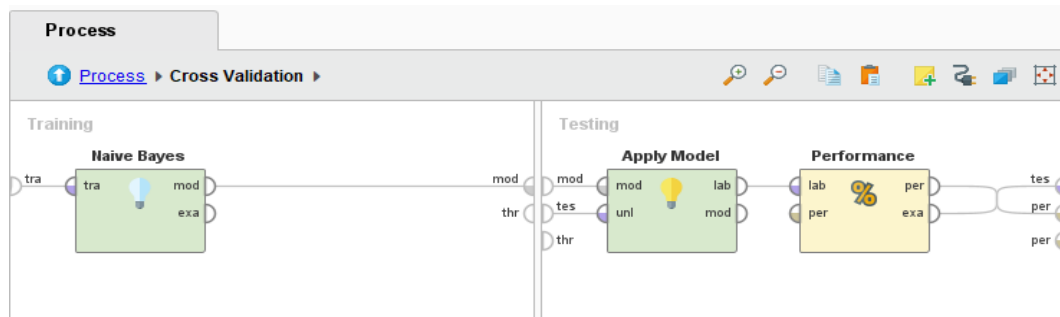 Process
Process Cross Validation
Training Testing
Naive Bayes Apply Model Performance
tra tra mod mod mod mod lab lab per tes
exa thr tes unl mod per % exa per
thr per